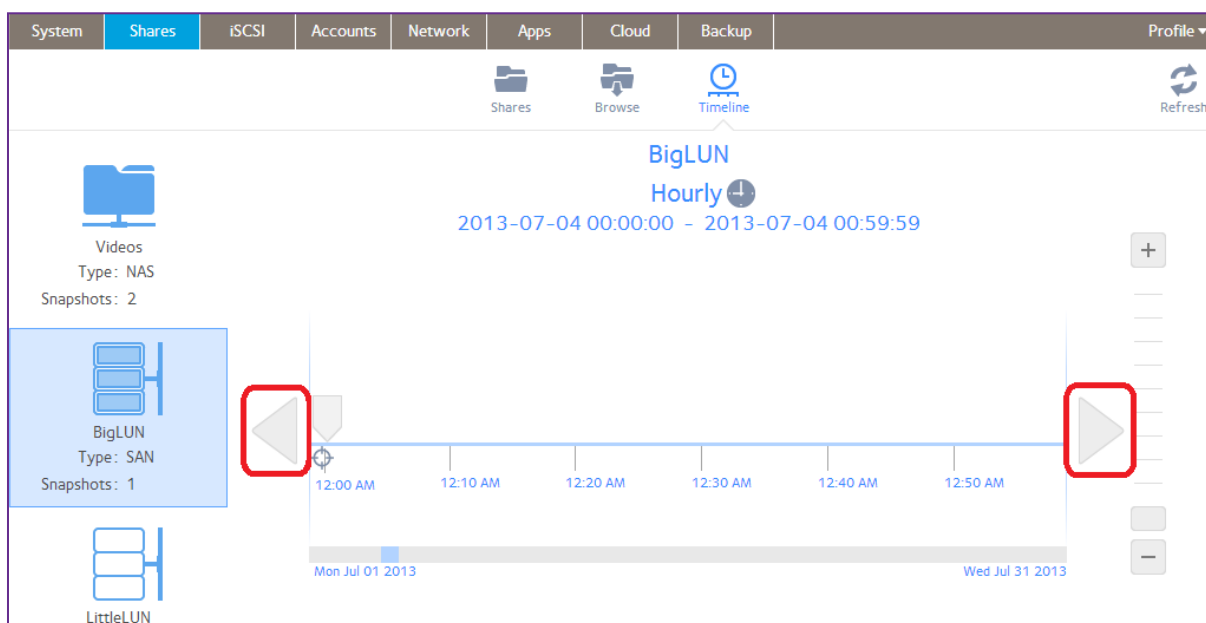 System Shares iSCSI Accounts Network Apps Cloud Backup Profile
Shares Browse Timeline Refresh
BigLUN
Hourly
2013-07-04 00:00:00 - 2013-07-04 00:59:59
Videos
Type: NAS
Snapshots: 2
BigLUN
Type: SAN
Snapshots: 1
12:00 AM 12:10 AM 12:20 AM 12:30 AM 12:40 AM 12:50 AM
Mon Jul 01 2013 Wed Jul 31 2013
LittleLUN